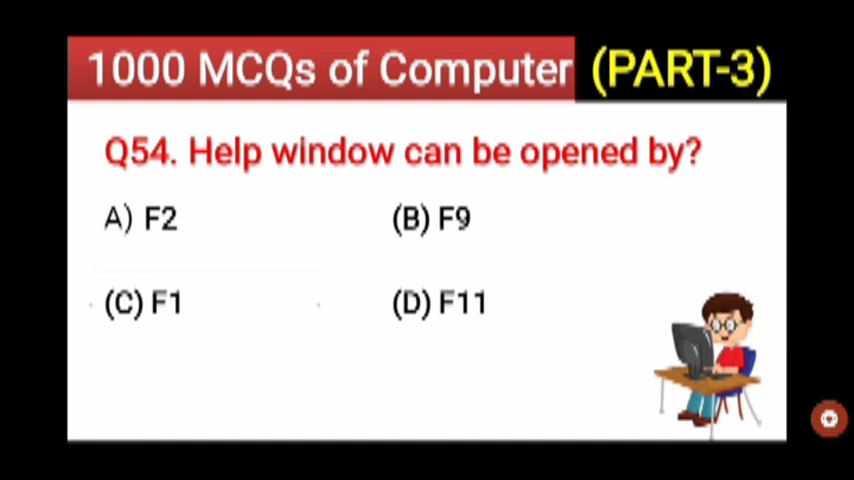 1000 MCQs of Computer (PART-3)
Q54. Help window can be opened by?
A) F2 (B) F9
(C) F1 (D) F11